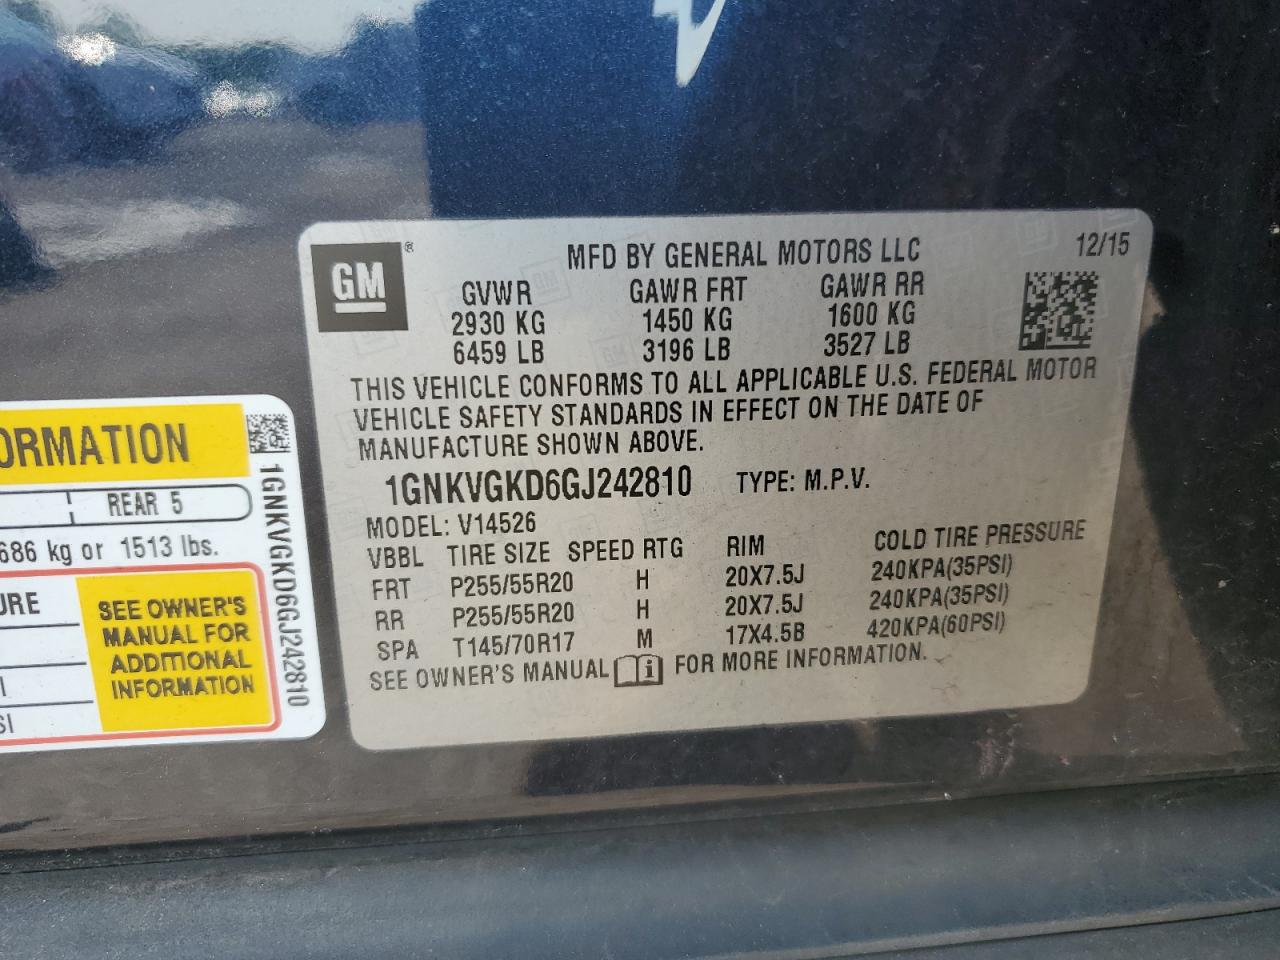 GM ®
MFD BY GENERAL MOTORS LLC 12/15
GVWR GAWR FRT GAWR RR
2930 KG 1450 KG 1600 KG
6459 LB 3196 LB 3527 LB
THIS VEHICLE CONFORMS TO ALL APPLICABLE U.S. FEDERAL MOTOR
VEHICLE SAFETY STANDARDS IN EFFECT ON THE DATE OF
MANUFACTURE SHOWN ABOVE.
1GNKVGKD6GJ242810 TYPE: M.P.V.
MODEL: V14526
VBBL TIRE SIZE SPEED RTG RIM COLD TIRE PRESSURE
FRT P255/55R20 H 20X7.5J 240KPA(35PSI)
RR P255/55R20 H 20X7.5J 240KPA(35PSI)
SPA T145/70R17 M 17X4.5B 420KPA(60PSI)
SEE OWNER'S MANUAL FOR MORE INFORMATION.
ORMATION
REAR 5
686 kg or 1513 lbs.
URE
I
SI
SEE OWNER'S
MANUAL FOR
ADDITIONAL
INFORMATION
1GNKVGKD6GJ242810